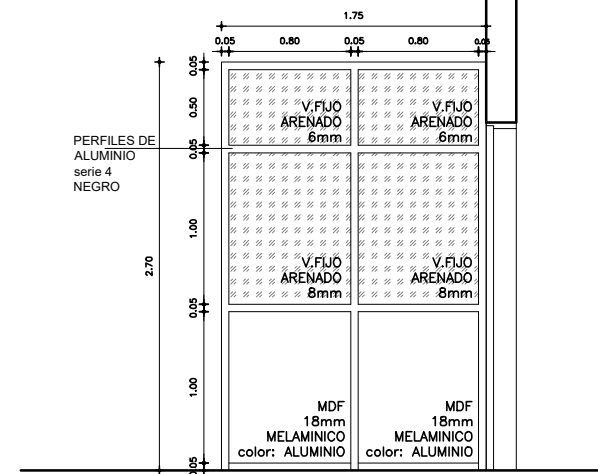 1.75
0.05 0.80 0.05 0.80 0.05
0.05
0.50
V.FIJO
ARENADO
6mm
V.FIJO
ARENADO
6mm
0.05
PERFILES DE
ALUMINIO
serie 4
NEGRO
1.00
2.70
V.FIJO
ARENADO
8mm
V.FIJO
ARENADO
8mm
0.05
1.00
MDF
18mm
MELAMINICO
color: ALUMINIO
MDF
18mm
MELAMINICO
color: ALUMINIO
0.05